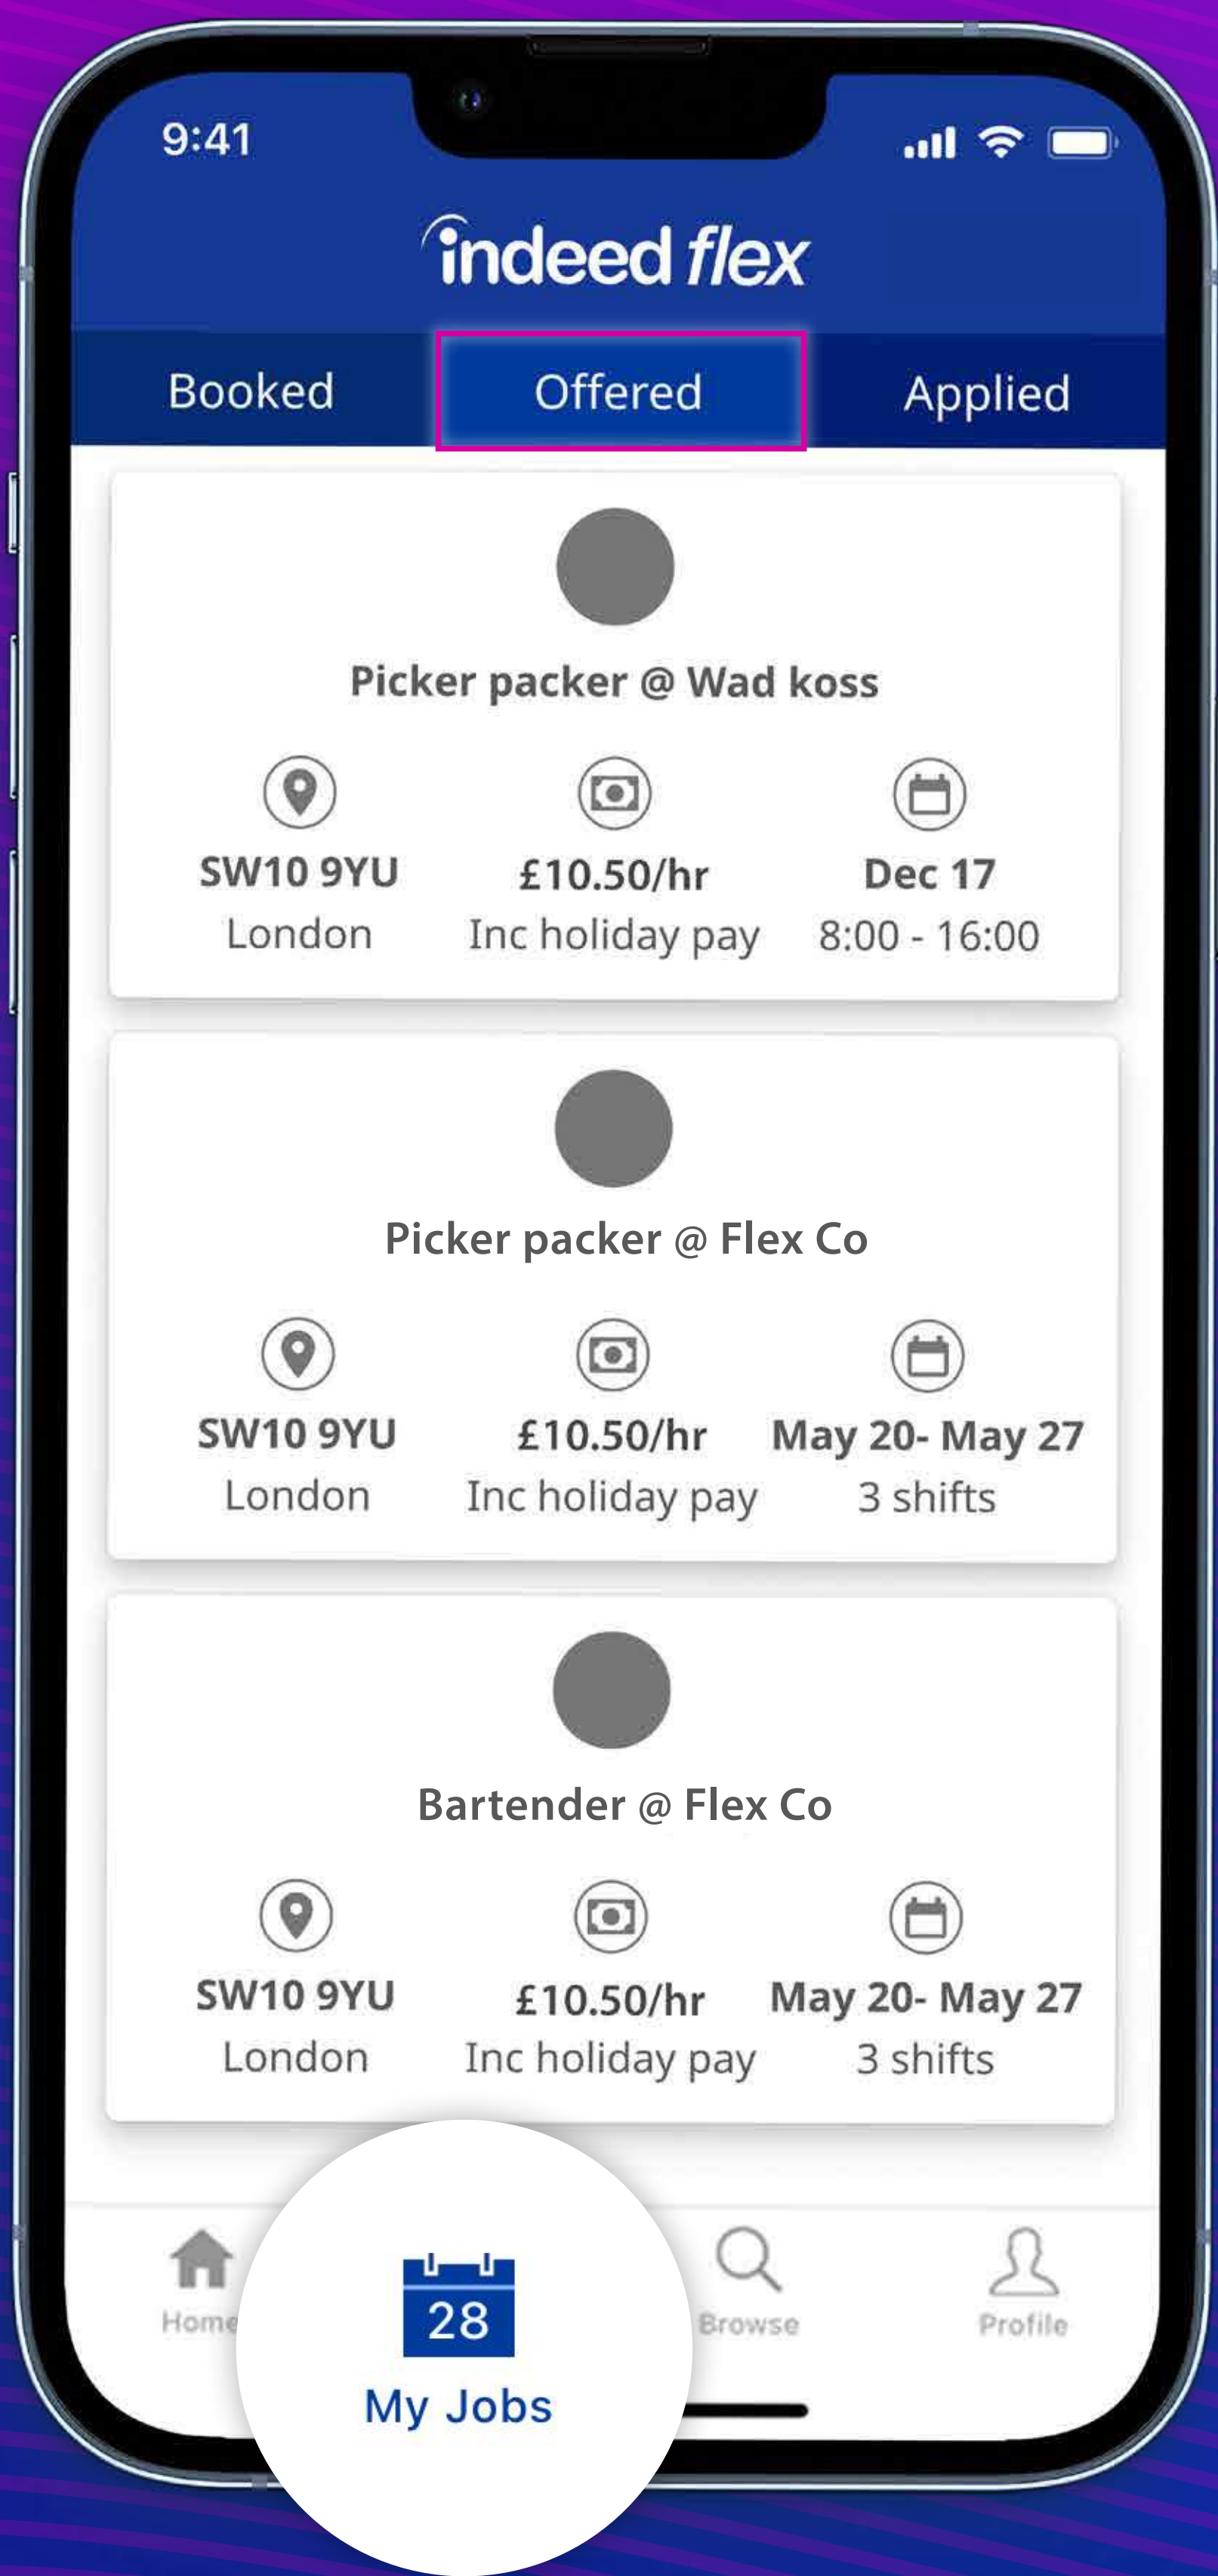 9:41
indeed flex
Booked Offered Applied
Picker packer @ Wad koss
SW10 9YU £10.50/hr Dec 17
London Inc holiday pay 8:00 - 16:00
Picker packer @ Flex Co
SW10 9YU £10.50/hr May 20- May 27
London Inc holiday pay 3 shifts
Bartender @ Flex Co
SW10 9YU £10.50/hr May 20- May 27
London Inc holiday pay 3 shifts
28
Home My Jobs Browse Profile